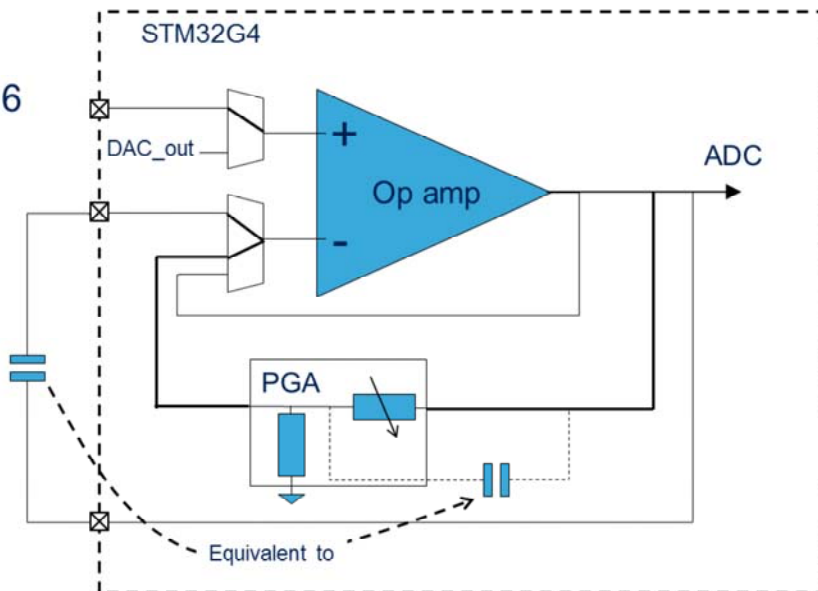 STM32G4
6
DAC_out
+
Op amp
-
ADC
PGA
Equivalent to